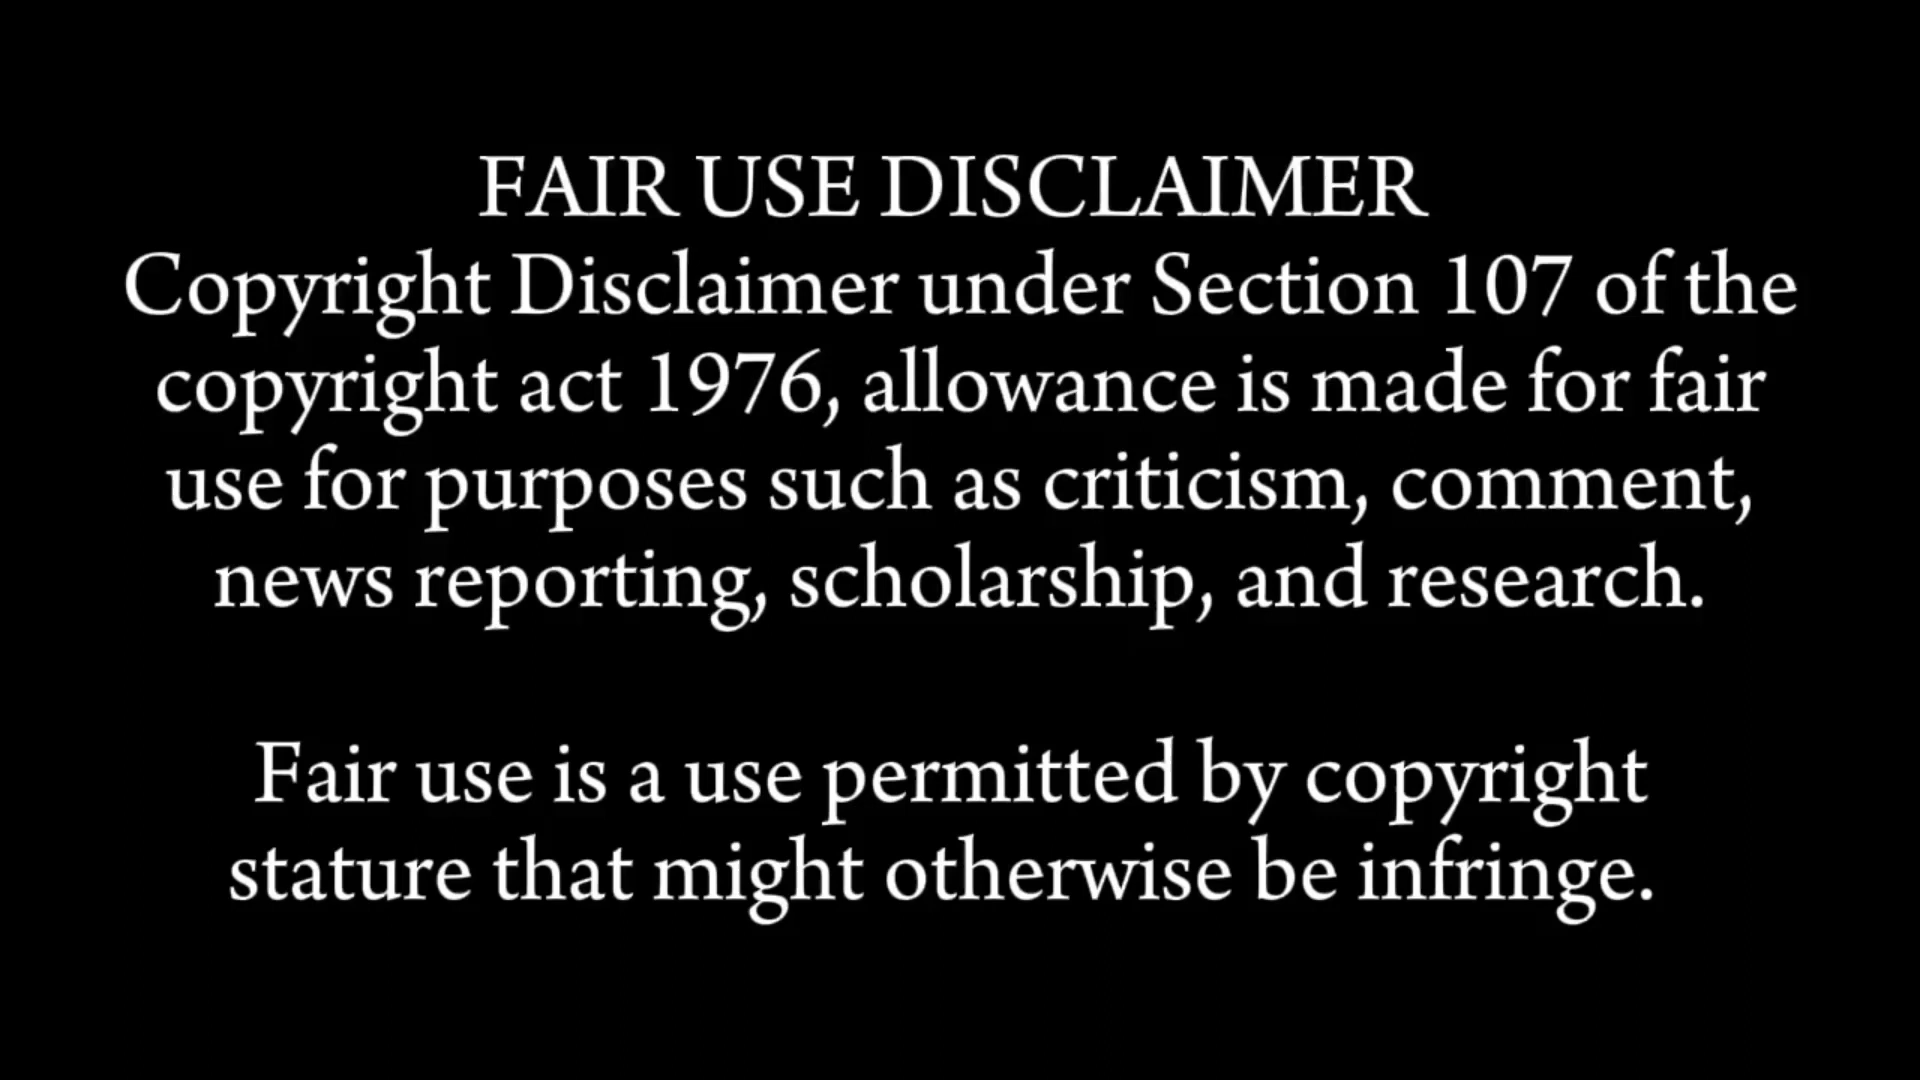 FAIR USE DISCLAIMER
Copyright Disclaimer under Section 107 of the
copyright act 1976, allowance is made for fair
use for purposes such as criticism, comment,
news reporting, scholarship, and research.
Fair use is a use permitted by copyright
stature that might otherwise be infringe.